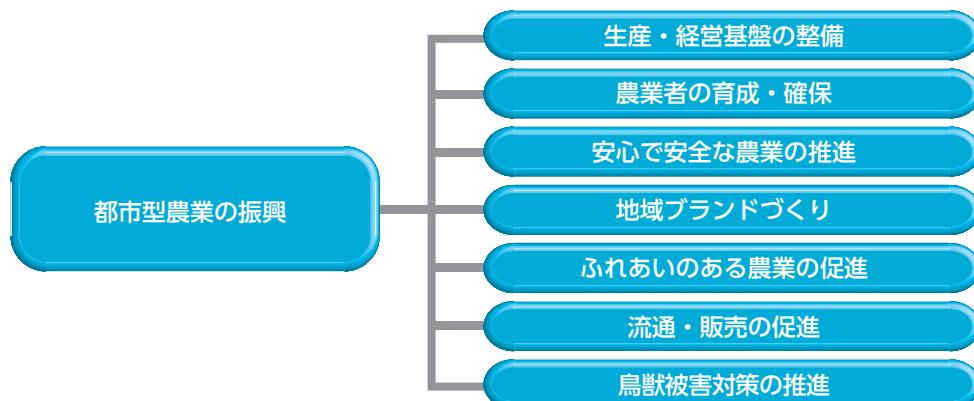 都市型農業の振興
生産・経営基盤の整備
農業者の育成・確保
安心で安全な農業の推進
地域ブランドづくり
ふれあいのある農業の促進
流通・販売の促進
鳥獣被害対策の推進